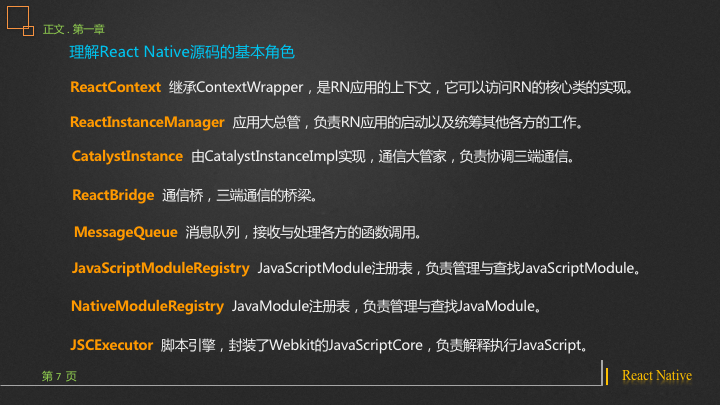 正文 . 第一章
理解React Native源码的基本角色
ReactContext 继承ContextWrapper，是RN应用的上下文，它可以访问RN的核心类的实现。
ReactInstanceManager 应用大总管，负责RN应用的启动以及统筹其他各方的工作。
CatalystInstance 由CatalystInstanceImpl实现，通信大管家，负责协调三端通信。
ReactBridge 通信桥，三端通信的桥梁。
MessageQueue 消息队列，接收与处理各方的函数调用。
JavaScriptModuleRegistry JavaScriptModule注册表，负责管理与查找JavaScriptModule。
NativeModuleRegistry JavaModule注册表，负责管理与查找JavaModule。
JSCExecutor 脚本引擎，封装了Webkit的JavaScriptCore，负责解释执行JavaScript。
第 7 页
React Native